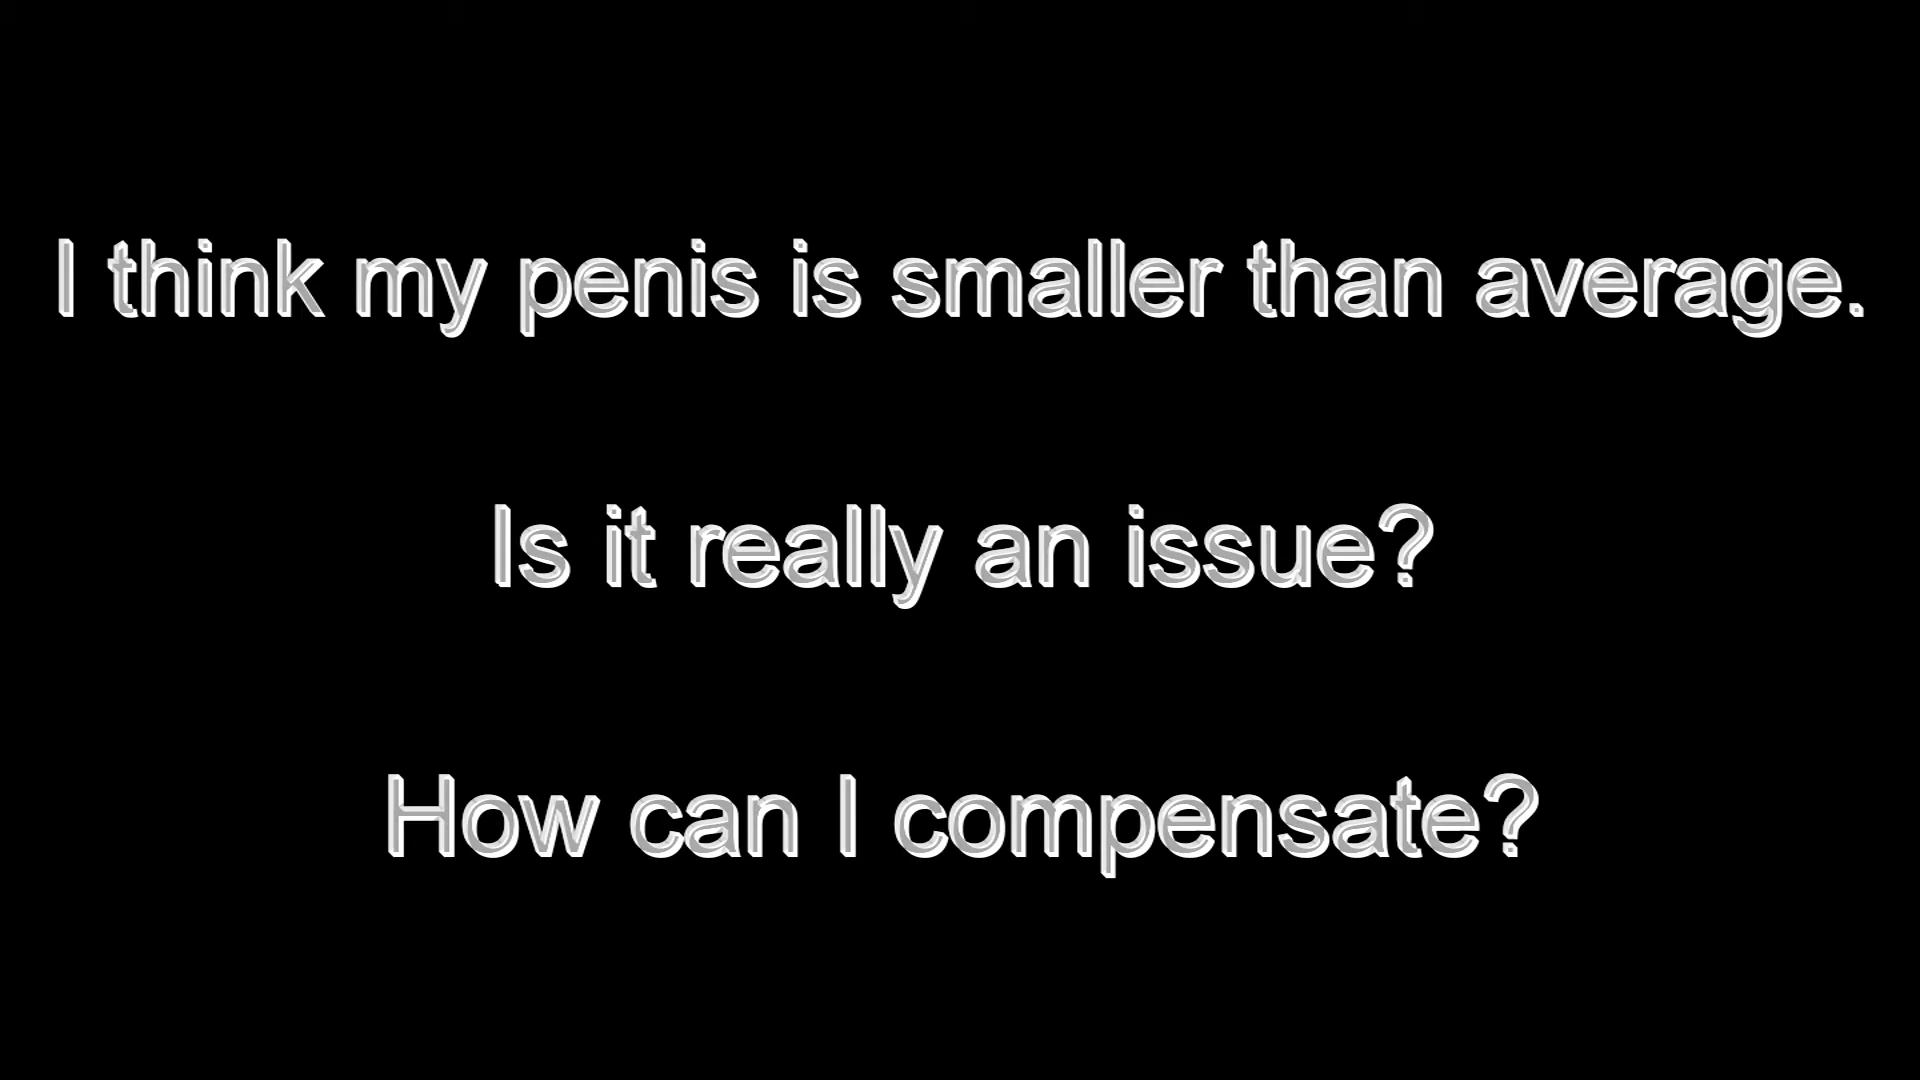 I think my penis is smaller than average.
Is it really an issue?
How can I compensate?